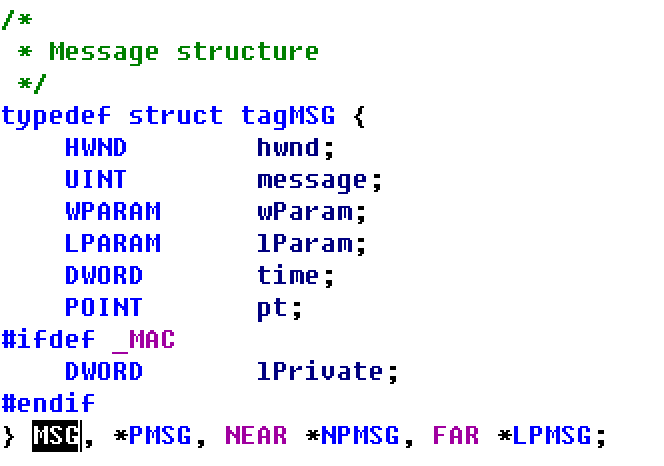 /*
 * Message structure
 */
typedef struct tagMSG {
    HWND        hwnd;
    UINT        message;
    WPARAM      wParam;
    LPARAM      lParam;
    DWORD       time;
    POINT       pt;
#ifdef _MAC
    DWORD       lPrivate;
#endif
} MSG, *PMSG, NEAR *NPMSG, FAR *LPMSG;